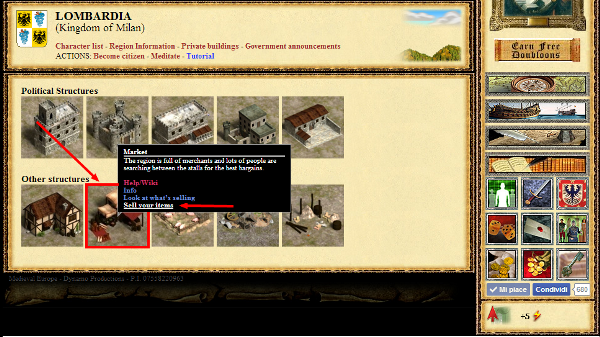 LOMBARDIA
(Kingdom of Milan)
Character list - Region Information - Private buildings - Government announcements
ACTIONS: Become citizen - Meditate - Tutorial
Earn Free
Doubloons
Political Structures
Market
The region is full of merchants and lots of people are
searching between the stalls for the best bargains.
Help/Wiki
Info
Look at what's selling
Sell your items
Other structures
Medieval Europe - Dynamo Productions - P.I.
Mi piace
Condividi
680
+5